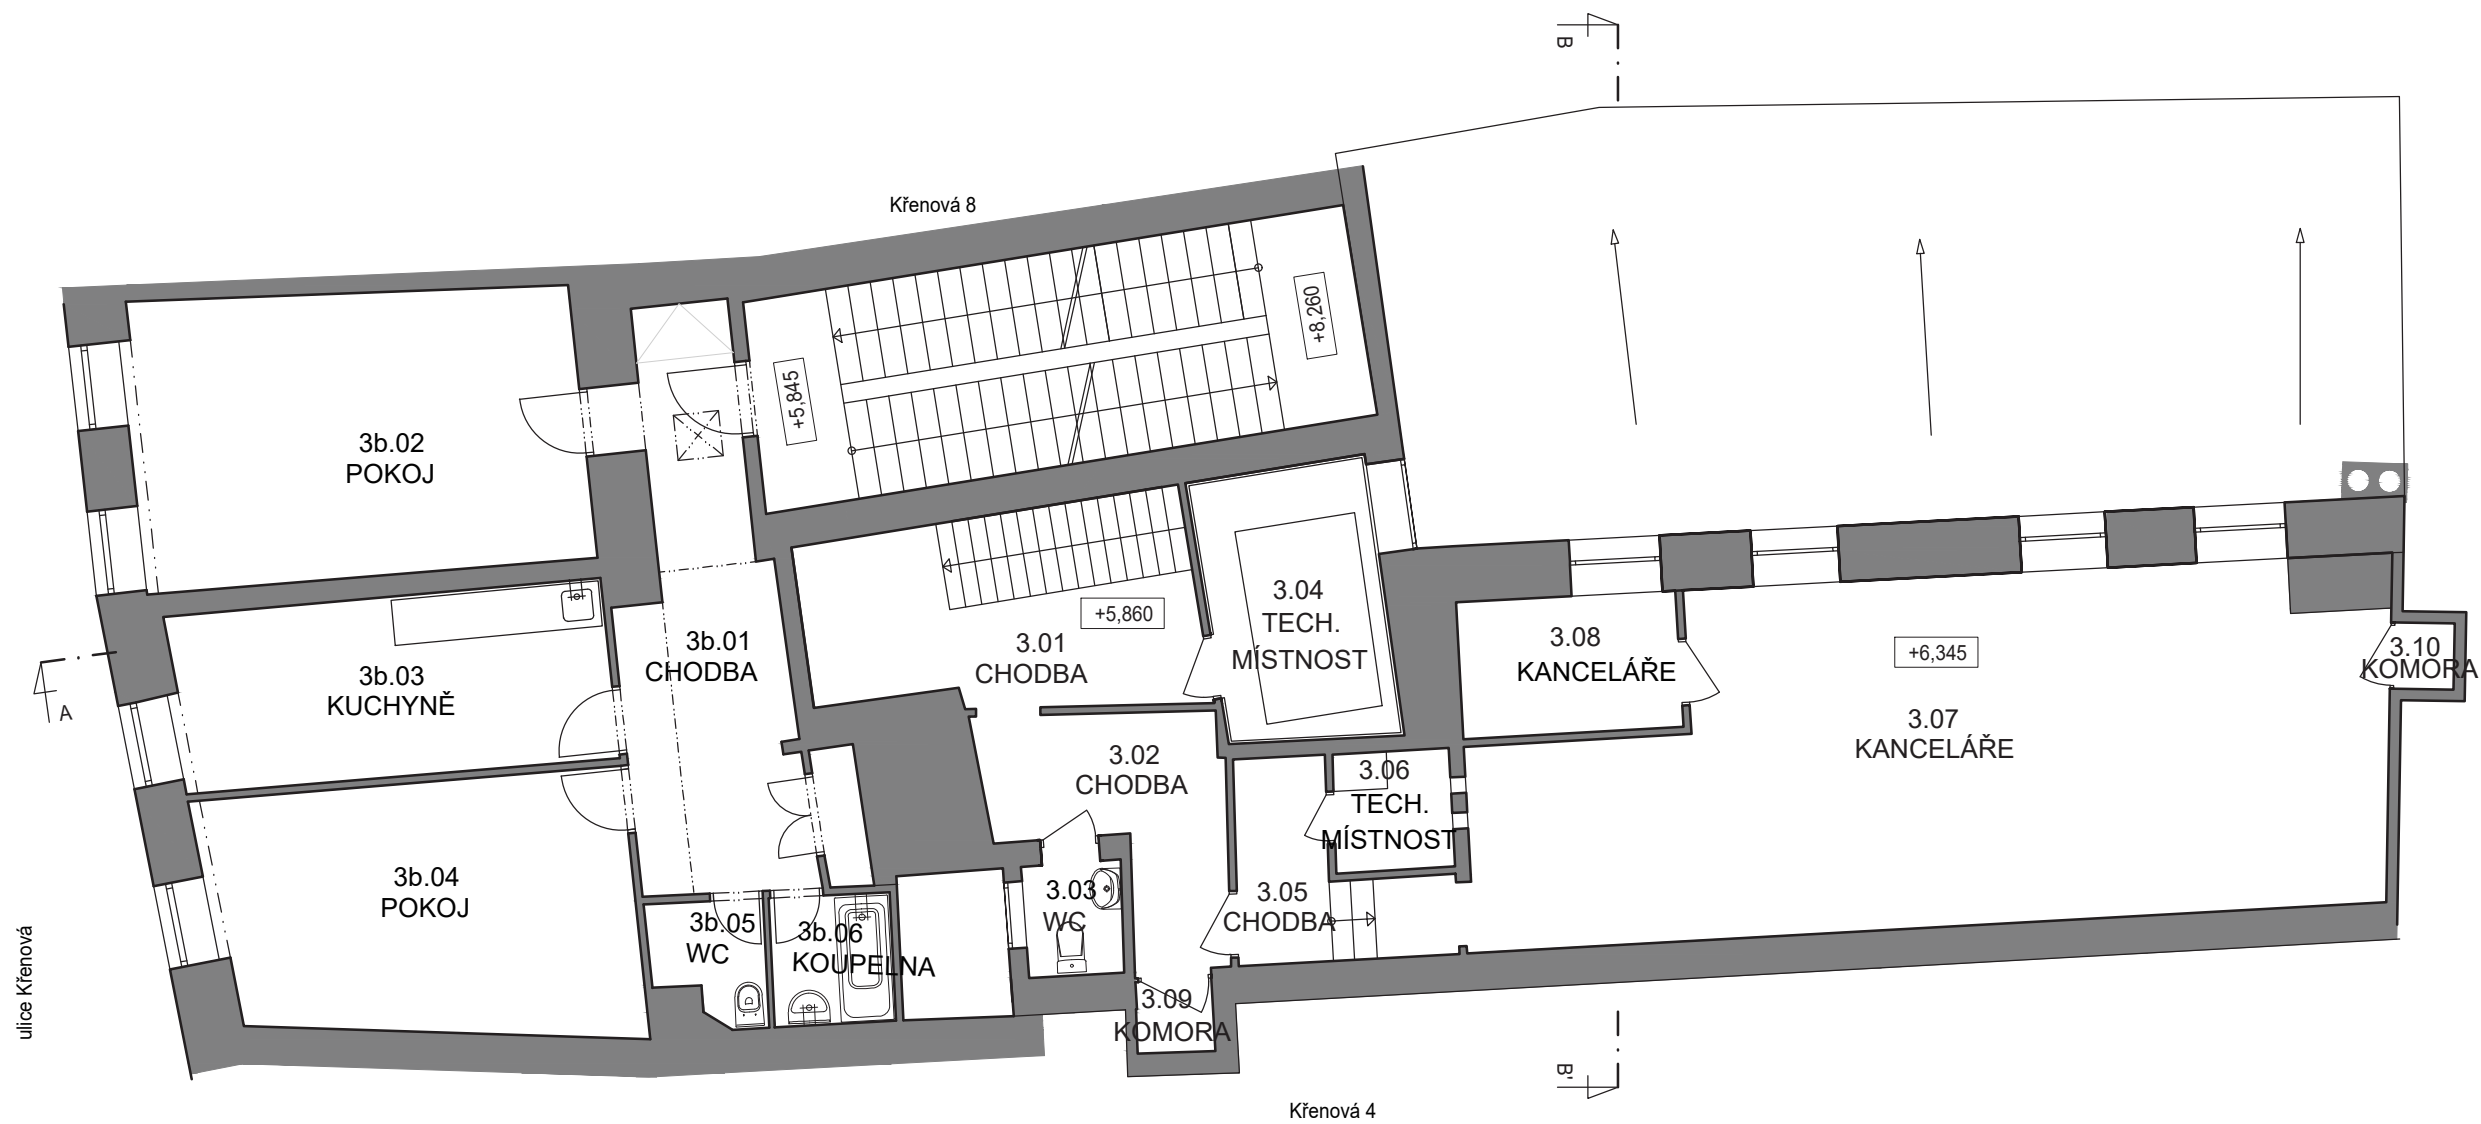 B
Křenová 8
+8,260
+5,845
3b.02
POKOJ
3.04
TECH.
MÍSTNOST
+5,860
3.01
CHODBA
3b.01
CHODBA
3.08
KANCELÁŘE
+6,345
3.10
KOMORA
3b.03
KUCHYNĚ
A
3.07
KANCELÁŘE
3.02
CHODBA
3.06
TECH.
MÍSTNOST
3b.04
POKOJ
3.03
WC
3.05
CHODBA
3b.05
WC
3b.06
KOUPELNA
ulice Křenová
3.09
KOMORA
B'
Křenová 4